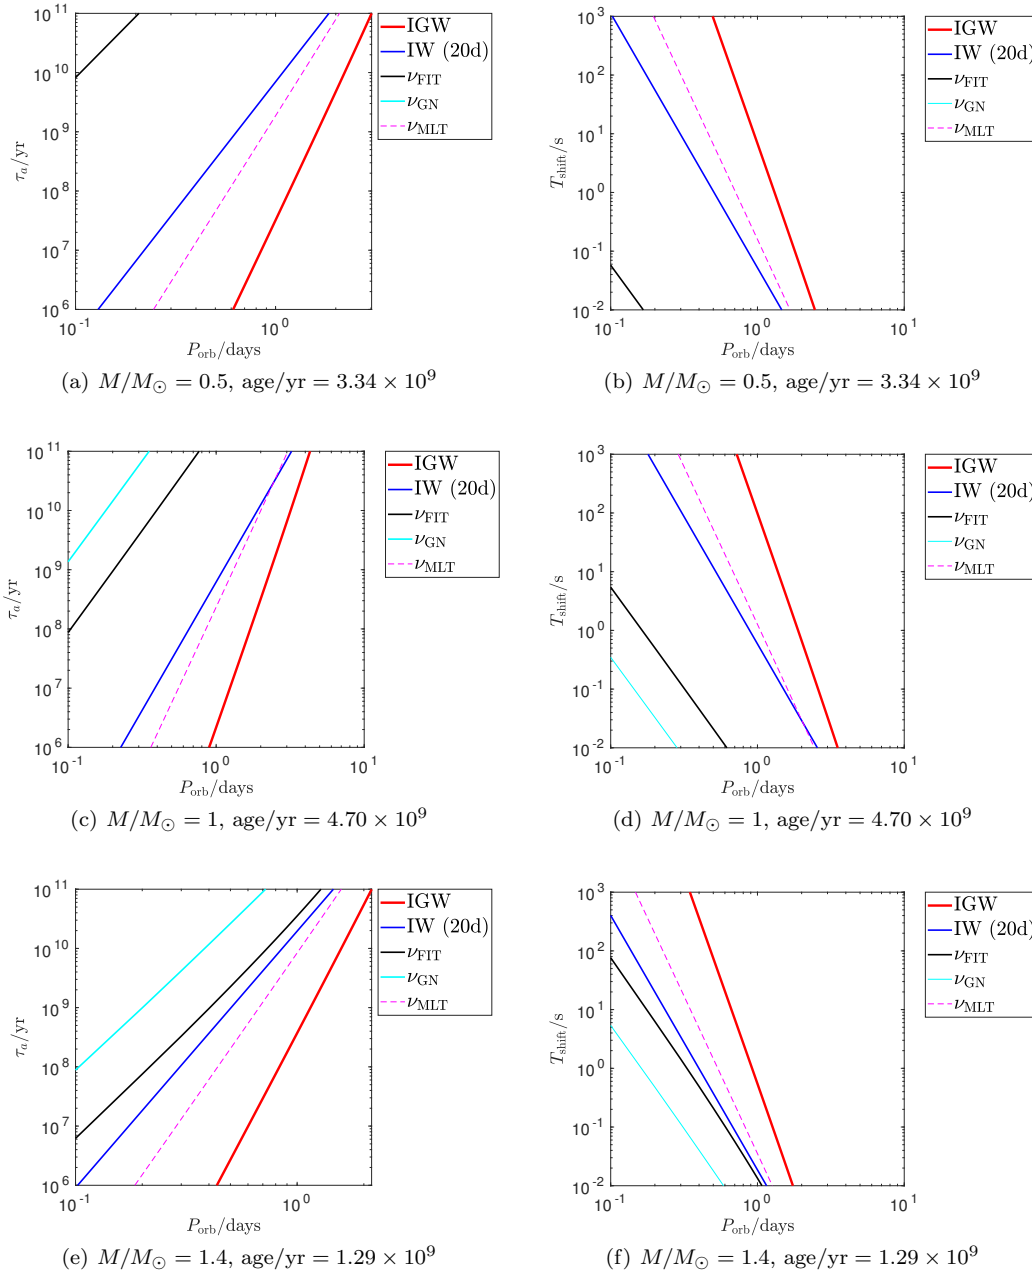 10^11
10^10
10^9
10^8
10^7
10^6
τ_a/yr
10^-1
10^0
P_orb/days
IGW
IW (20d)
ν_FIT
ν_GN
ν_MLT
(a) M/M_⊙ = 0.5, age/yr = 3.34 × 10^9
10^3
10^2
10^1
10^0
10^-1
10^-2
T_shift/s
10^-1
10^0
10^1
P_orb/days
IGW
IW (20d)
ν_FIT
ν_GN
ν_MLT
(b) M/M_⊙ = 0.5, age/yr = 3.34 × 10^9
10^11
10^10
10^9
10^8
10^7
10^6
τ_a/yr
10^-1
10^0
10^1
P_orb/days
IGW
IW (20d)
ν_FIT
ν_GN
ν_MLT
(c) M/M_⊙ = 1, age/yr = 4.70 × 10^9
10^3
10^2
10^1
10^0
10^-1
10^-2
T_shift/s
10^-1
10^0
10^1
P_orb/days
IGW
IW (20d)
ν_FIT
ν_GN
ν_MLT
(d) M/M_⊙ = 1, age/yr = 4.70 × 10^9
10^11
10^10
10^9
10^8
10^7
10^6
τ_a/yr
10^-1
10^0
P_orb/days
IGW
IW (20d)
ν_FIT
ν_GN
ν_MLT
(e) M/M_⊙ = 1.4, age/yr = 1.29 × 10^9
10^3
10^2
10^1
10^0
10^-1
10^-2
T_shift/s
10^-1
10^0
10^1
P_orb/days
IGW
IW (20d)
ν_FIT
ν_GN
ν_MLT
(f) M/M_⊙ = 1.4, age/yr = 1.29 × 10^9